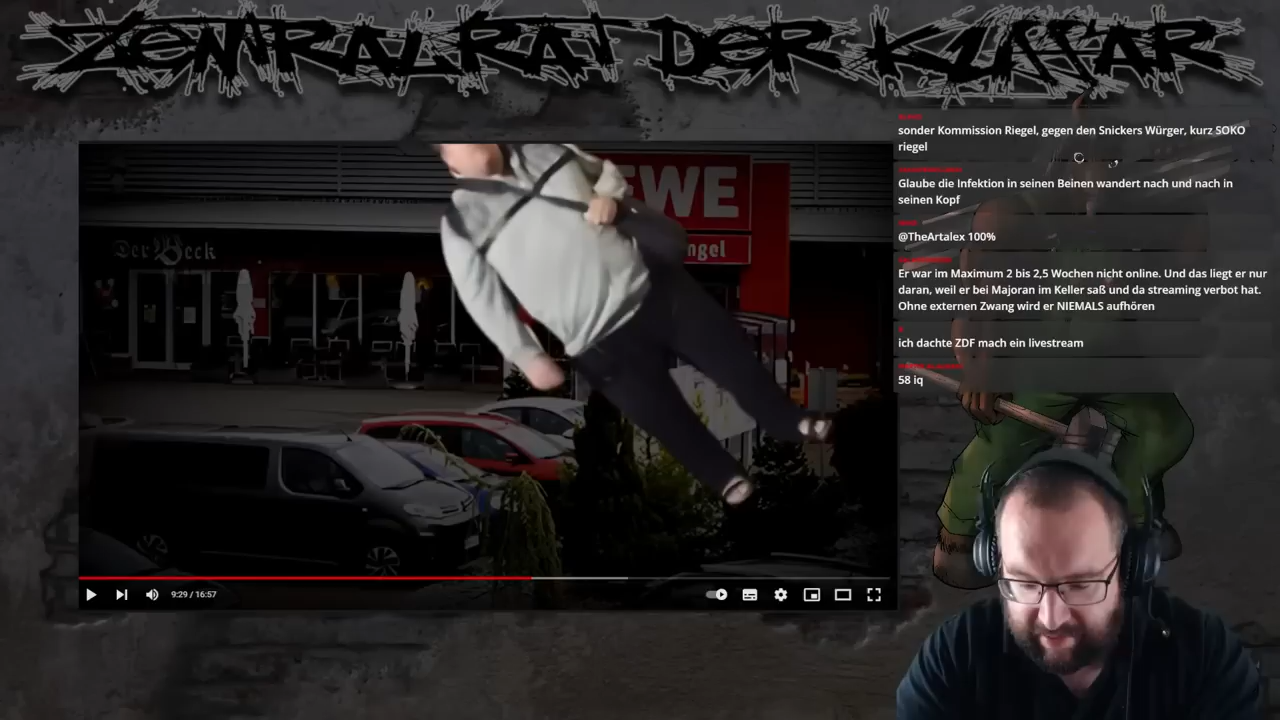 ZENTRALRAT DER KUFFAR
sonder Kommission Riegel, gegen den Snickers Würger, kurz SOKO
riegel
Glaube die Infektion in seinen Beinen wandert nach und nach in
seinen Kopf
@TheArtalex 100%
Er war im Maximum 2 bis 2,5 Wochen nicht online. Und das liegt er nur
daran, weil er bei Majoran im Keller saß und da streaming verbot hat.
Ohne externen Zwang wird er NIEMALS aufhören
ich dachte ZDF mach ein livestream
58 iq
EWE
ngel
Der Beck
9:29 / 16:57